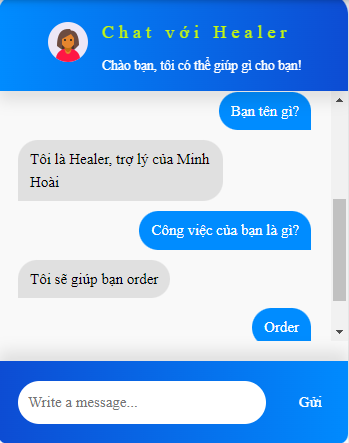 Chat với Healer
Chào bạn, tôi có thể giúp gì cho bạn!
Bạn tên gì?
Tôi là Healer, trợ lý của Minh
Hoài
Công việc của bạn là gì?
Tôi sẽ giúp bạn order
Order
Write a message...
Gửi